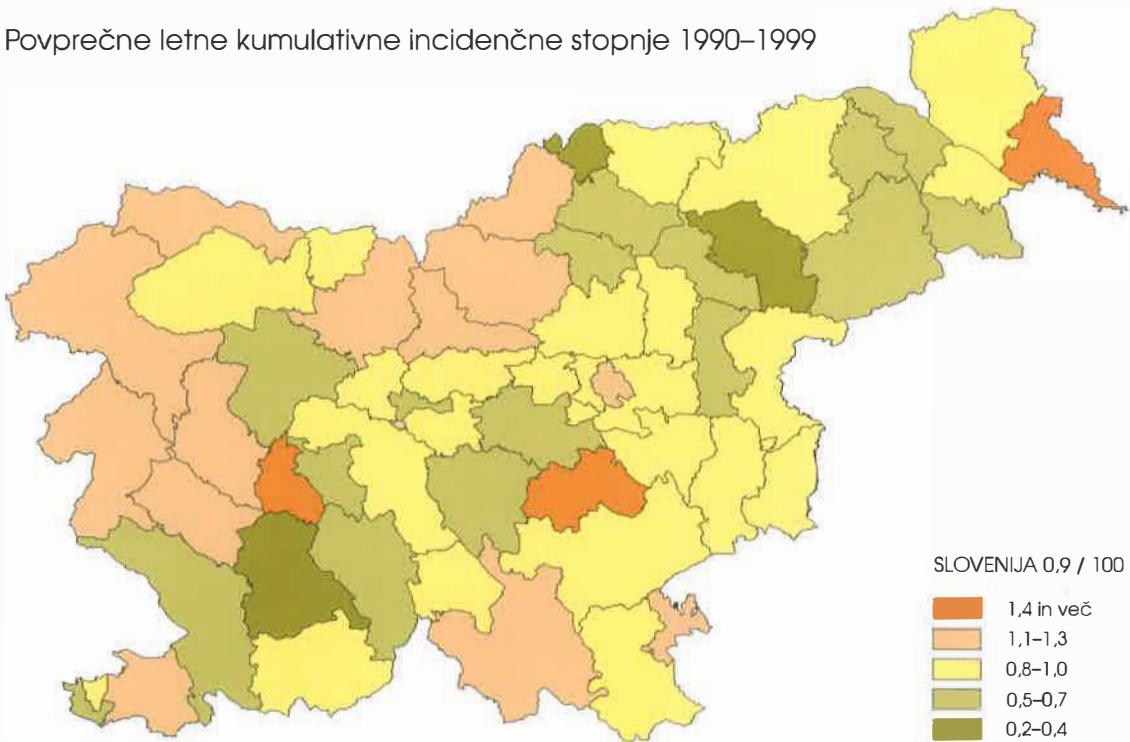 Povprečne letne kumulativne incidenčne stopnje 1990–1999
SLOVENIJA 0,9 / 100
1,4 in več
1,1–1,3
0,8–1,0
0,5–0,7
0,2–0,4